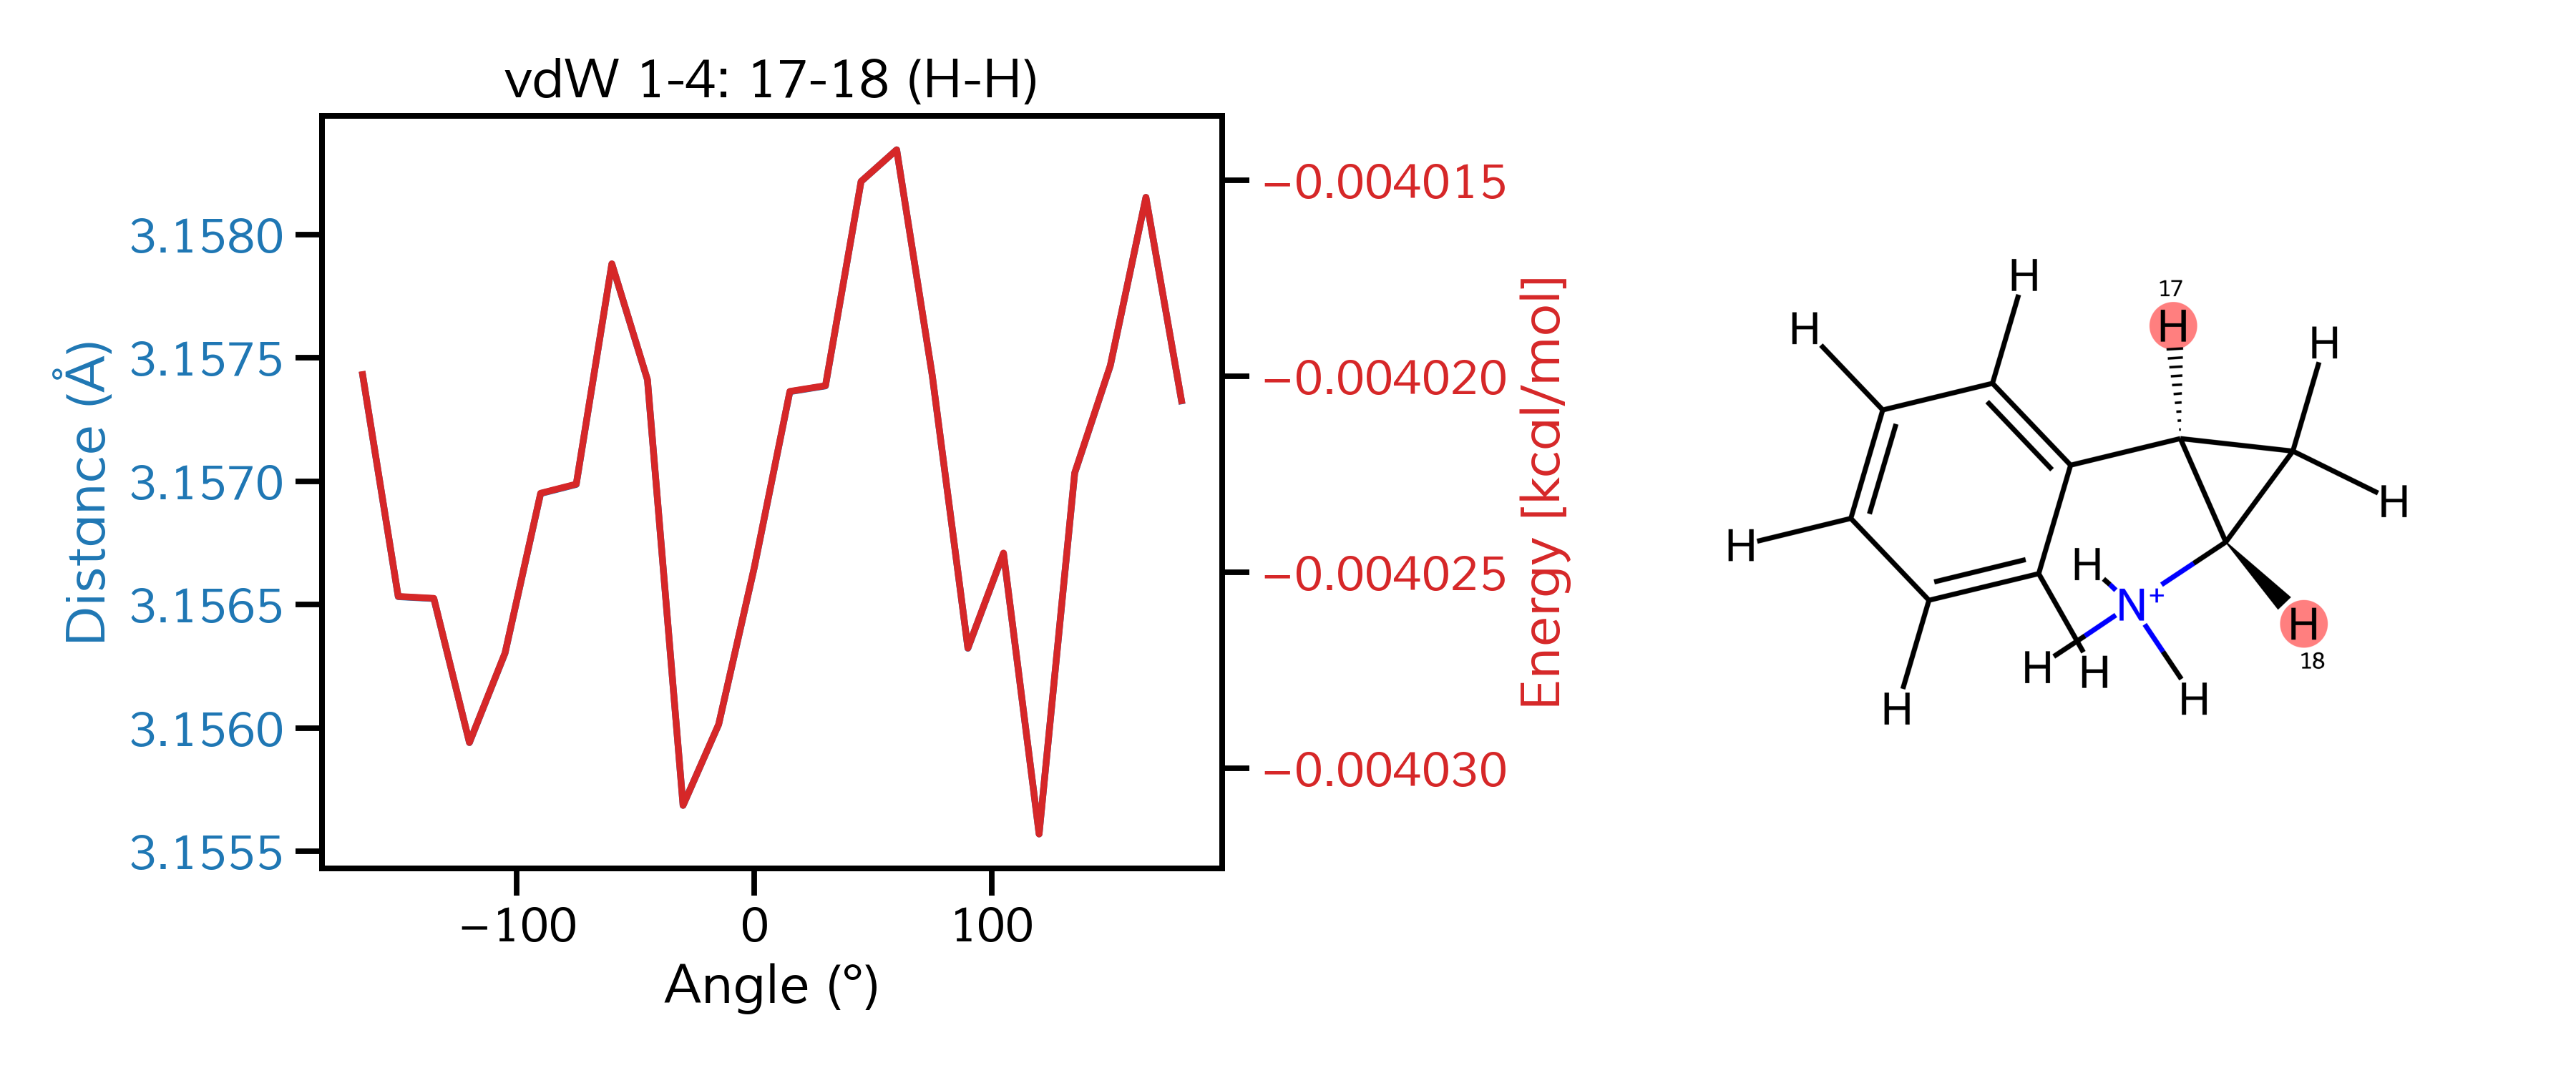 vdW 1-4: 17-18 (H-H)
Distance (Å)
3.1580
3.1575
3.1570
3.1565
3.1560
3.1555
−100
0
100
Angle (°)
−0.004015
−0.004020
−0.004025
−0.004030
Energy [kcal/mol]
H
17
H
H
H
H
H
H
N+
H
18
H
H
H
H